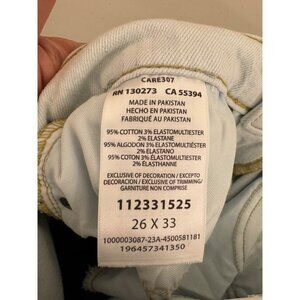 CARE307
RN 130273 CA 55394
MADE IN PAKISTAN
HECHO EN PAKISTAN
FABRIQUÉ AU PAKISTAN
95% COTTON 3% ELASTOMULTIESTER
2% ELASTANE
95% ALGODON 3% ELASTOMULTIESTER
2% ELASTANO
95% COTON 3% ELASTOMULTIESTER
2% ELASTANE
EXCLUSIVE OF DECORATION / EXCEPTO
DECORACION / EXCLUSIVE OF TRIMMING/
GARNITURE NON COMPRISE
112331525
26 X 33
1000003087-23A-4500581181
196457341350